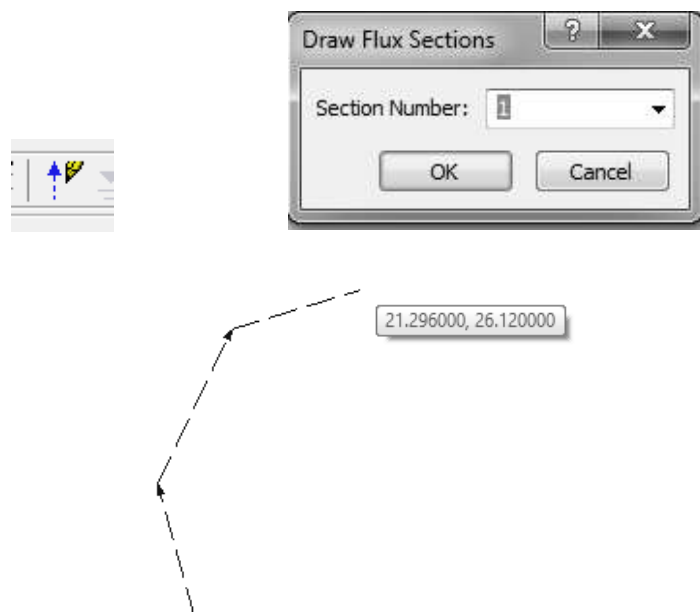 Draw Flux Sections
?
Section Number: 1
OK Cancel
21.296000, 26.120000